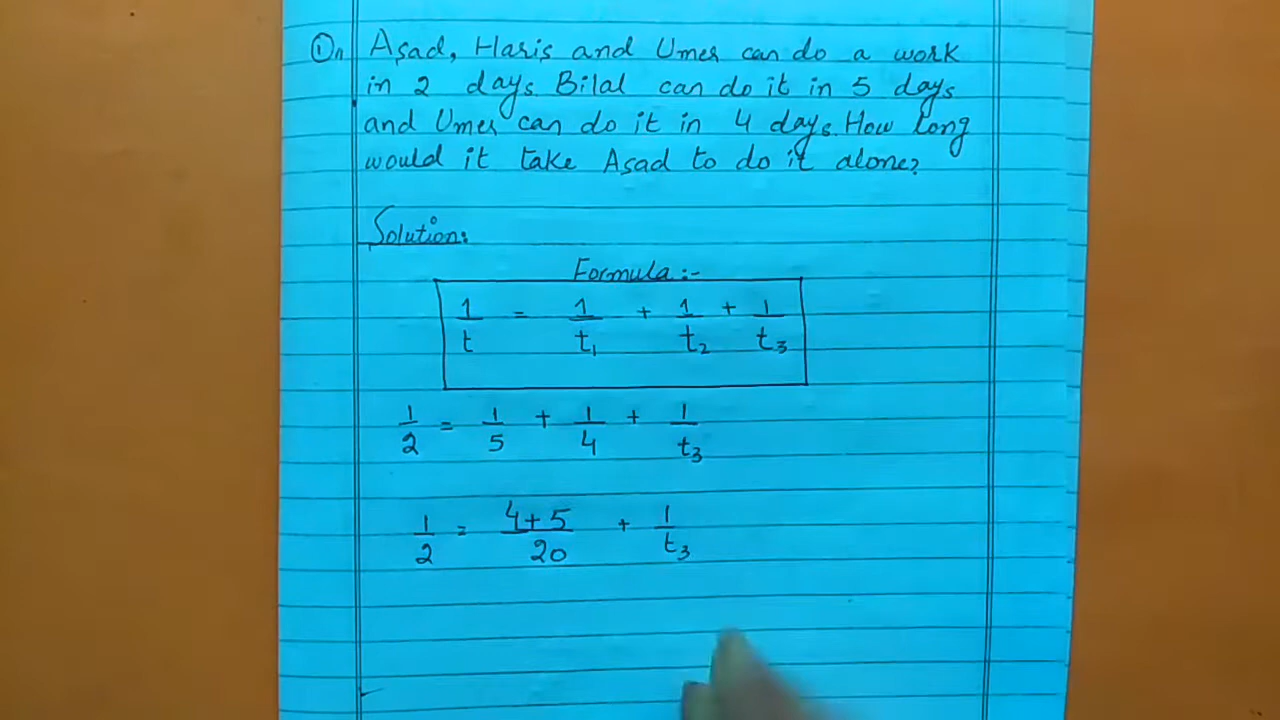 Qn Asad, Haris and Umer can do a work
in 2 days. Bilal can do it in 5 days
and Umer can do it in 4 days. How long
would it take Asad to do it alone?
Solution:
Formula :-
1/t = 1/t₁ + 1/t₂ + 1/t₃
1/2 = 1/5 + 1/4 + 1/t₃
1/2 = 4+5/20 + 1/t₃